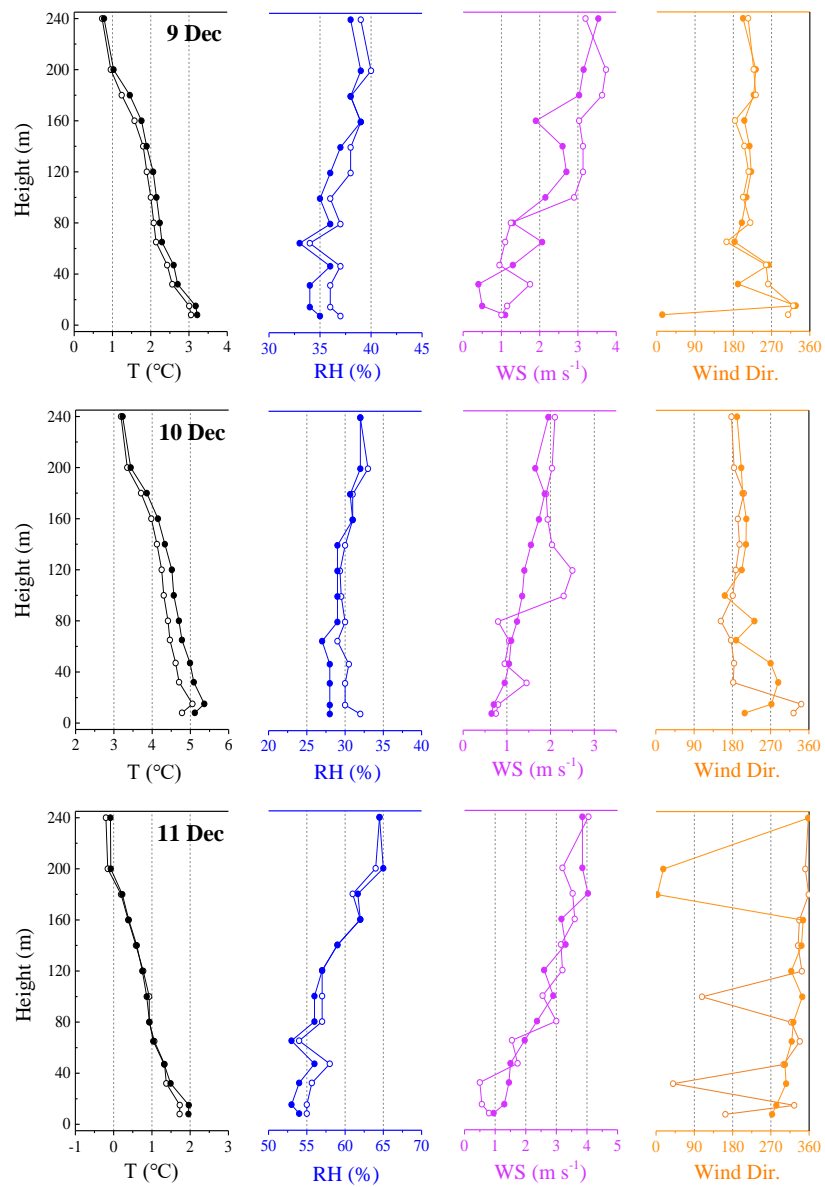 9 Dec
Height (m)
240
200
160
120
80
40
0
0 1 2 3 4
T (℃)
30 35 40 45
RH (%)
0 1 2 3 4
WS (m s⁻¹)
0 90 180 270 360
Wind Dir.
10 Dec
Height (m)
240
200
160
120
80
40
0
2 3 4 5 6
T (℃)
20 25 30 35 40
RH (%)
0 1 2 3
WS (m s⁻¹)
0 90 180 270 360
Wind Dir.
11 Dec
Height (m)
240
200
160
120
80
40
0
-1 0 1 2 3
T (℃)
50 55 60 65 70
RH (%)
0 1 2 3 4 5
WS (m s⁻¹)
0 90 180 270 360
Wind Dir.